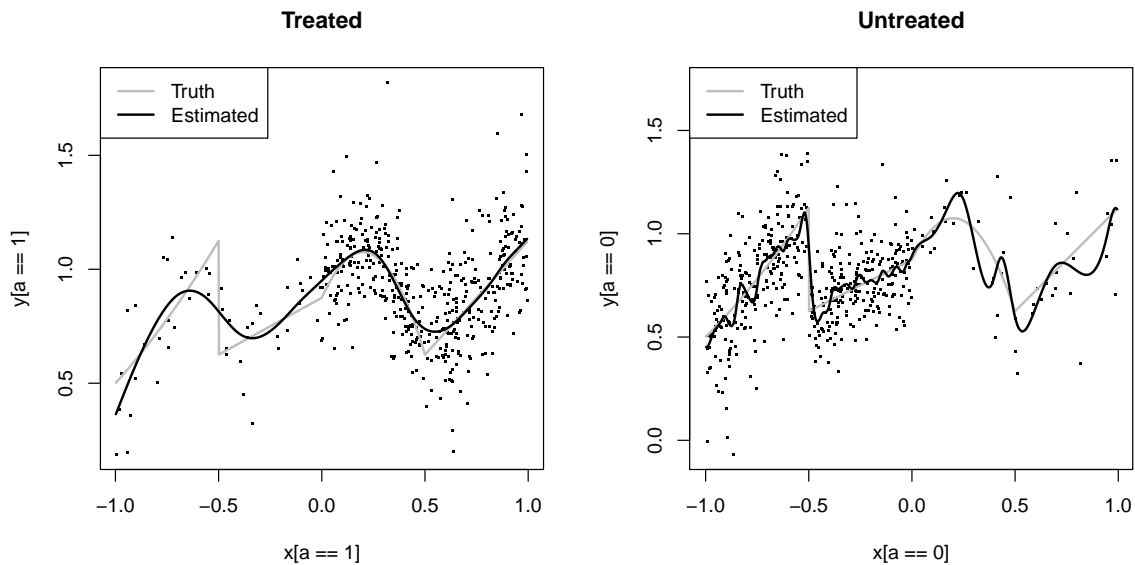 Treated
Truth
Estimated
y[a == 1]
1.5
1.0
0.5
−1.0 −0.5 0.0 0.5 1.0
x[a == 1]
Untreated
Truth
Estimated
y[a == 0]
1.5
1.0
0.5
0.0
−1.0 −0.5 0.0 0.5 1.0
x[a == 0]